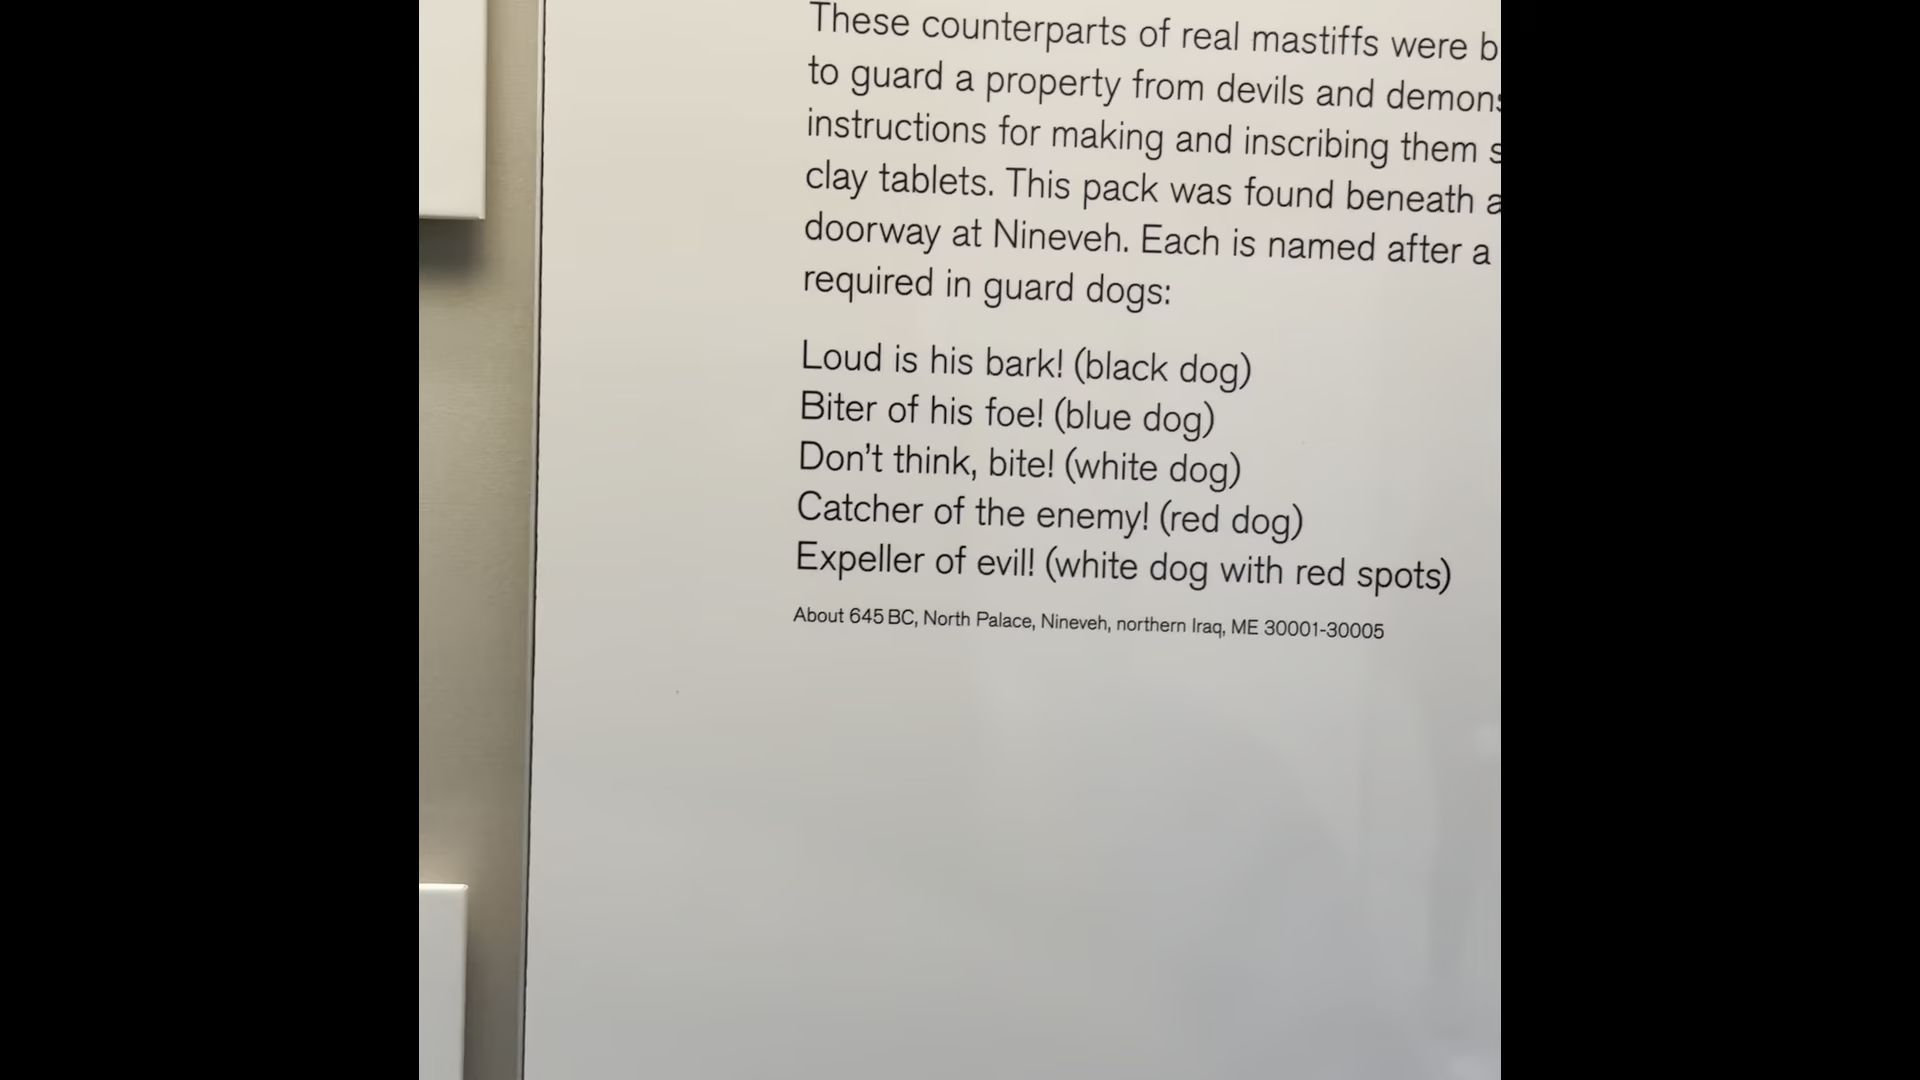 These counterparts of real mastiffs were
to guard a property from devils and demons
instructions for making and inscribing them
clay tablets. This pack was found beneath
doorway at Nineveh. Each is named after a
required in guard dogs:
Loud is his bark! (black dog)
Biter of his foe! (blue dog)
Don't think, bite! (white dog)
Catcher of the enemy! (red dog)
Expeller of evil! (white dog with red spots)
About 645 BC, North Palace, Nineveh, northern Iraq, ME 30001-30005